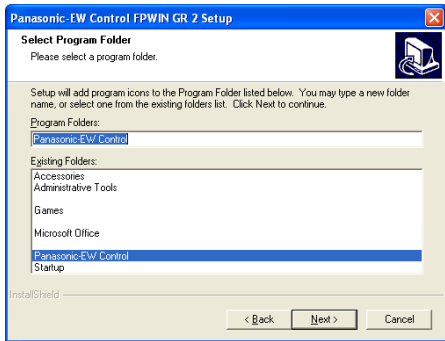 Panasonic-EW Control FPWIN GR 2 Setup
Select Program Folder
Please select a program folder.
Setup will add program icons to the Program Folder listed below. You may type a new folder
name, or select one from the existing folders list. Click Next to continue.
Program Folders:
Panasonic-EW Control
Existing Folders:
Accessories
Administrative Tools
Games
Microsoft Office
Panasonic-EW Control
Startup
InstallShield
< Back
Next >
Cancel